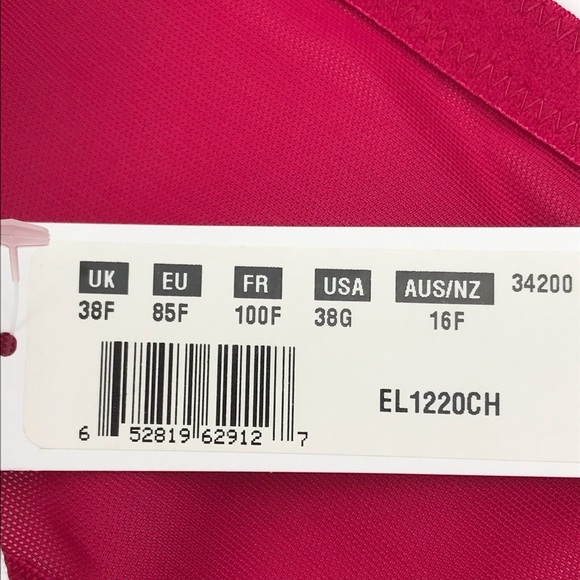 UK EU FR USA AUS/NZ 34200
38F 85F 100F 38G 16F
EL1220CH
6 52819 62912 7